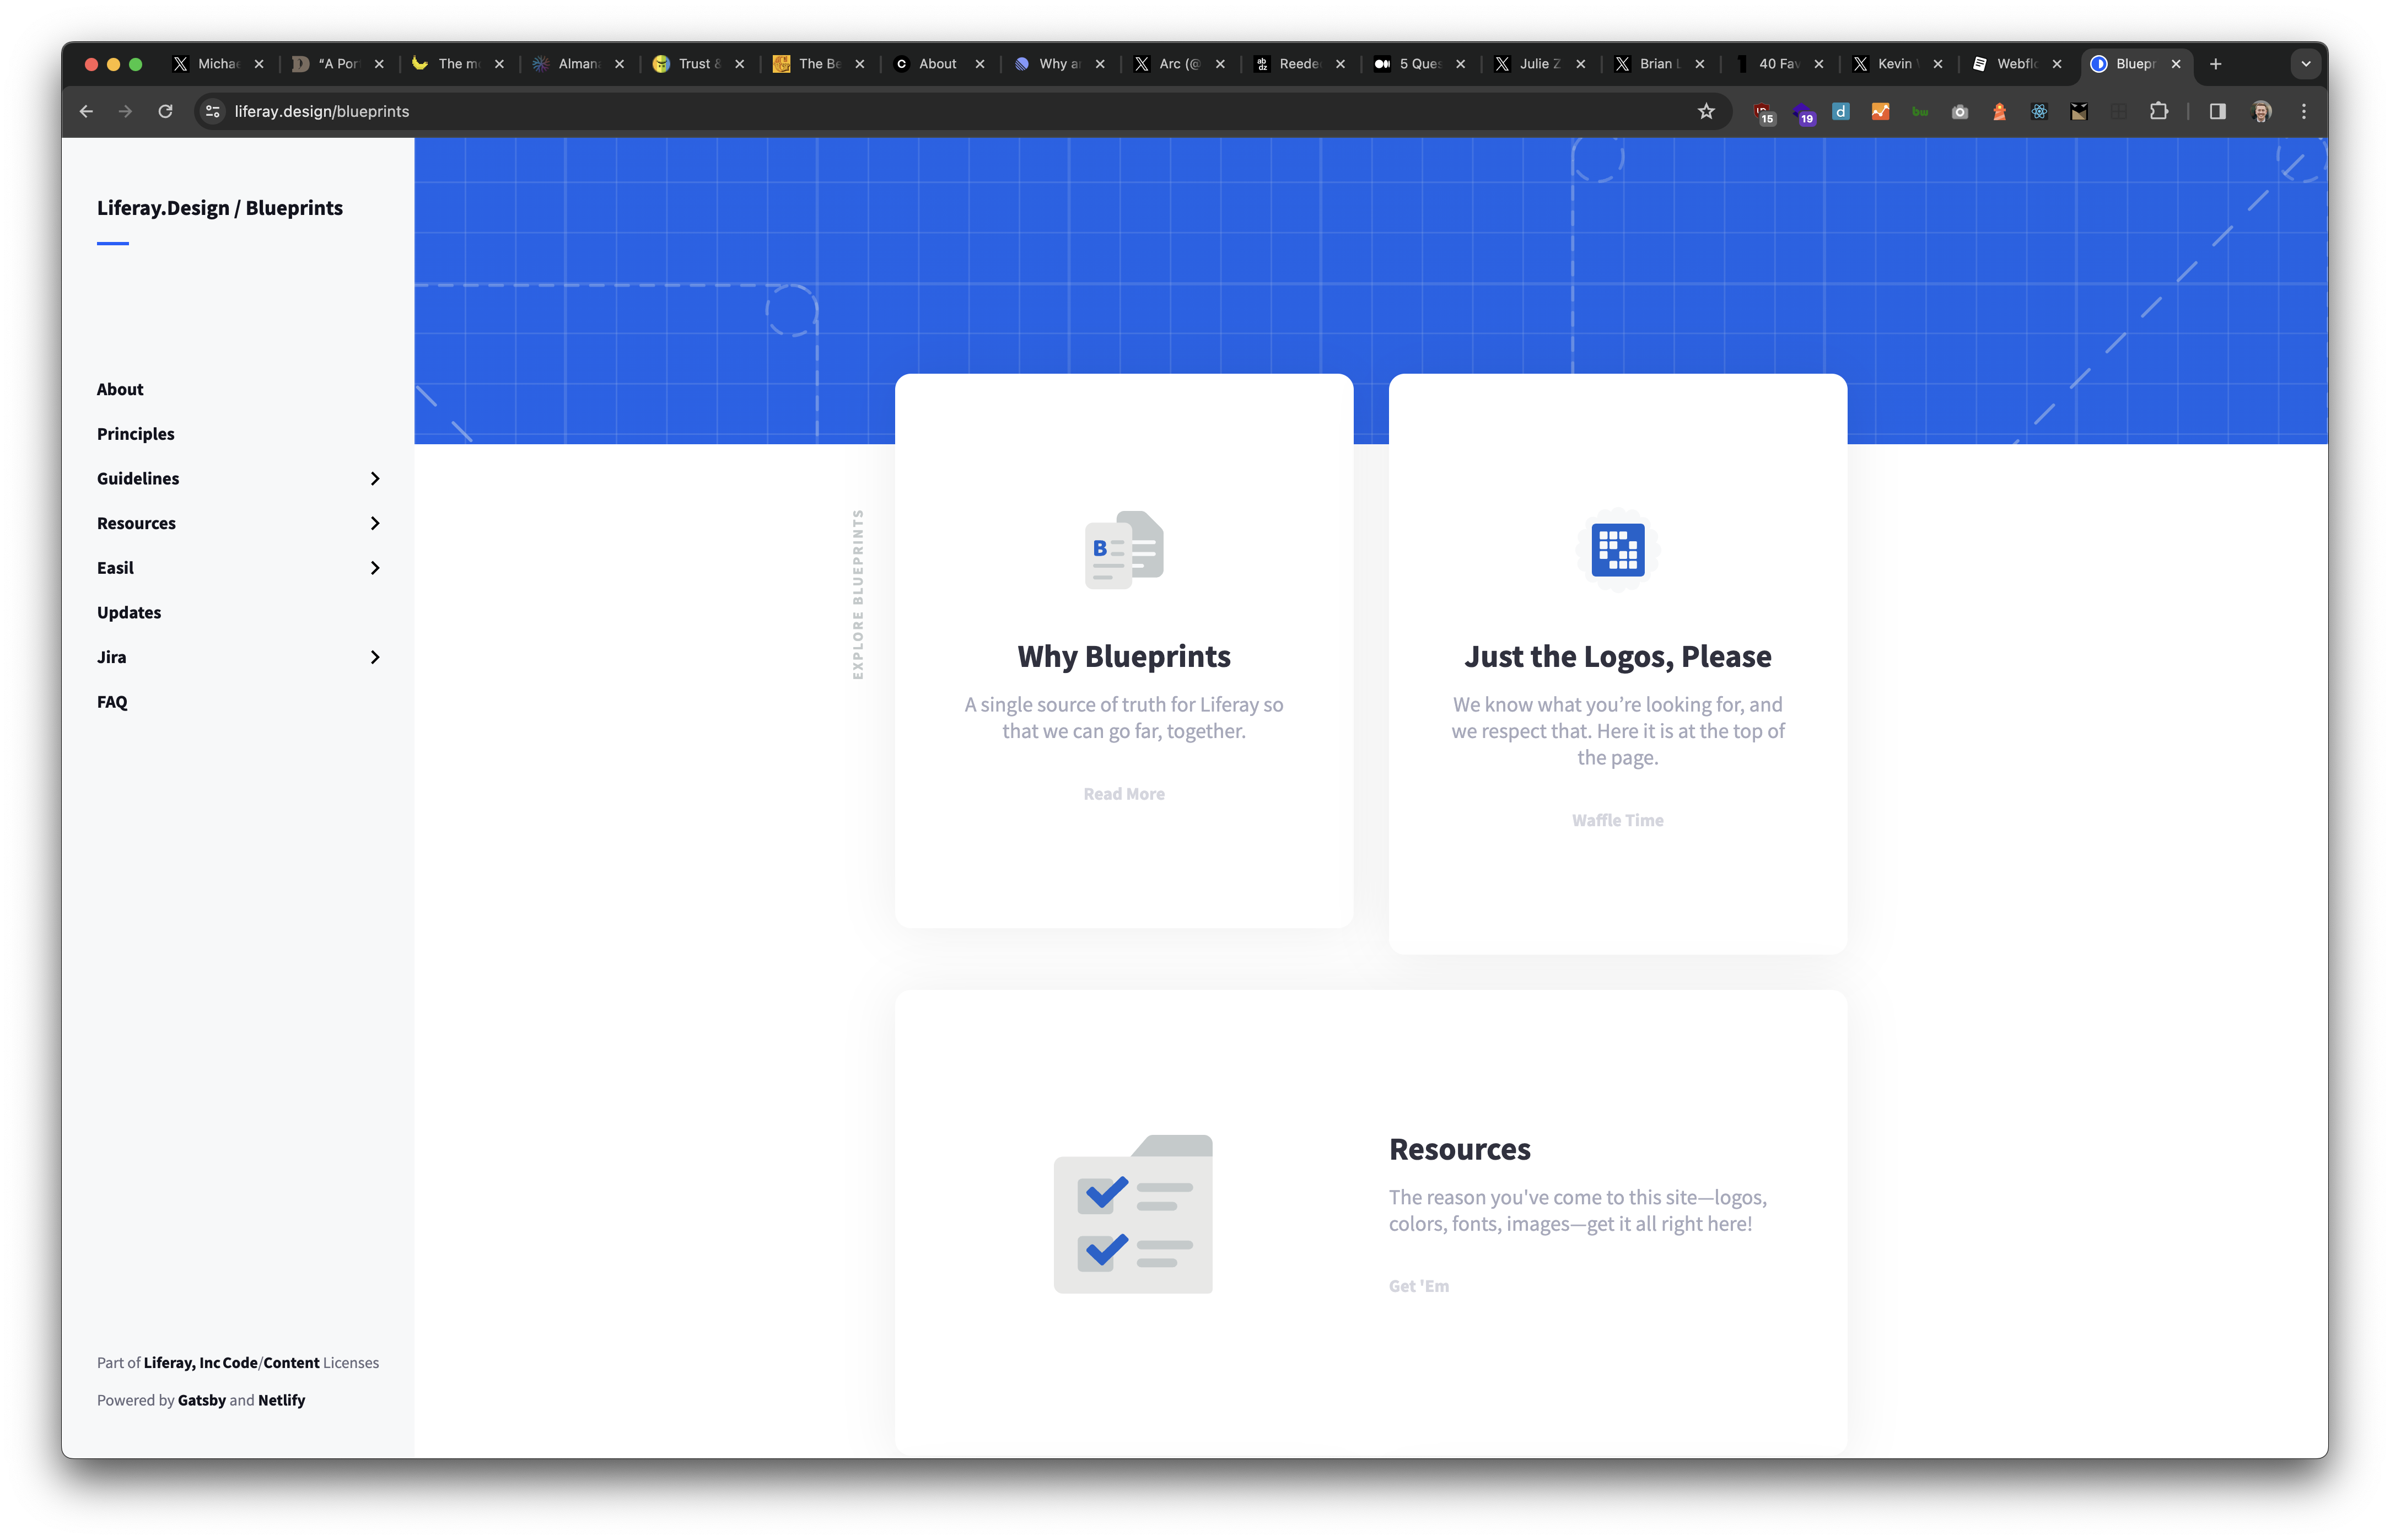 Michae
“A Por
The m
Alman
Trust &
The Be
About
Why a
Arc (@
Reede
5 Ques
Julie Z
Brian L
40 Fav
Kevin
Webflo
Bluepr
liferay.design/blueprints
15
19
d
bw
Liferay.Design / Blueprints
About
Principles
Guidelines
Resources
Easil
Updates
Jira
FAQ
Part of Liferay, Inc Code/Content Licenses
Powered by Gatsby and Netlify
EXPLORE BLUEPRINTS
B
Why Blueprints
A single source of truth for Liferay so
that we can go far, together.
Read More
Just the Logos, Please
We know what you’re looking for, and
we respect that. Here it is at the top of
the page.
Waffle Time
Resources
The reason you've come to this site—logos,
colors, fonts, images—get it all right here!
Get 'Em